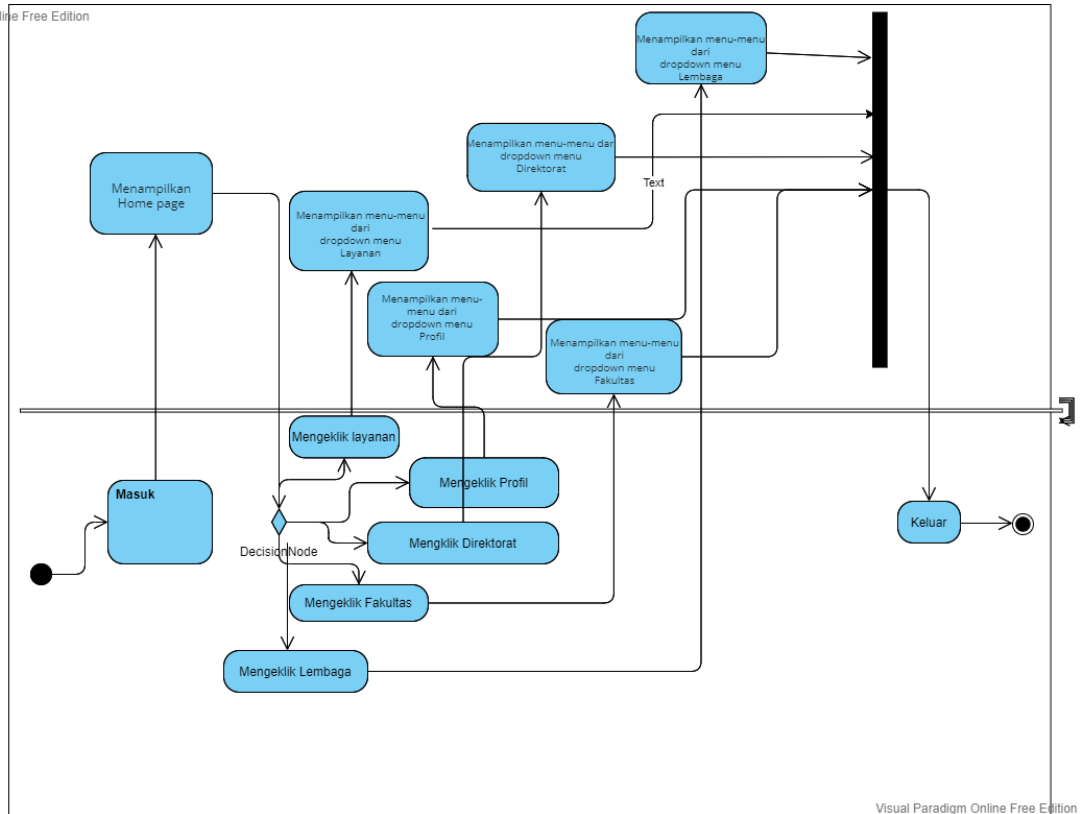 line Free Edition
Menampilkan menu-menu
dari
dropdown menu
Lembaga
Menampilkan menu-menu dari
dropdown menu
Direktorat
Text
Menampilkan
Home page
Menampilkan menu-menu
dari
dropdown menu
Layanan
Menampilkan menu-
menu dari
dropdown menu
Profil
Menampilkan menu-menu
dari
dropdown menu
Fakultas
Mengeklik layanan
Mengeklik Profil
Masuk
Mengklik Direktorat
DecisionNode
Keluar
Mengeklik Fakultas
Mengeklik Lembaga
Visual Paradigm Online Free Edition